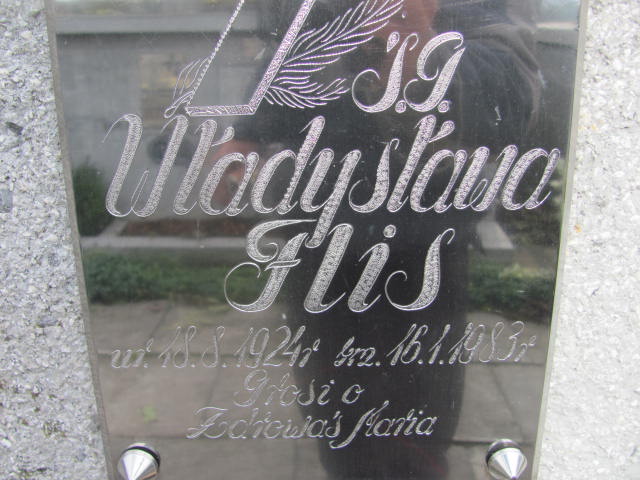 Ś.P.
Władysława
Flis
ur. 18.8.1924r zm. 16.1.1983r
Prosi o
Zdrowaś Maria